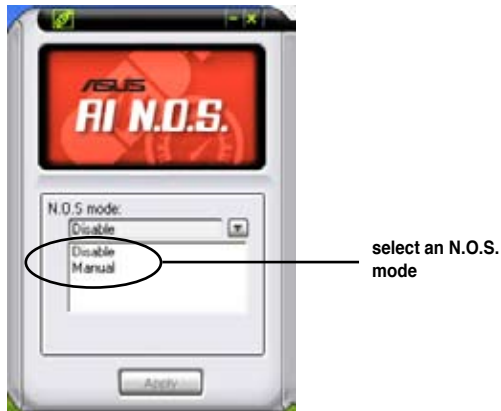 ASUS
AI N.O.S.
N.O.S mode:
Disable
Disable
Manual
select an N.O.S.
mode
Apply